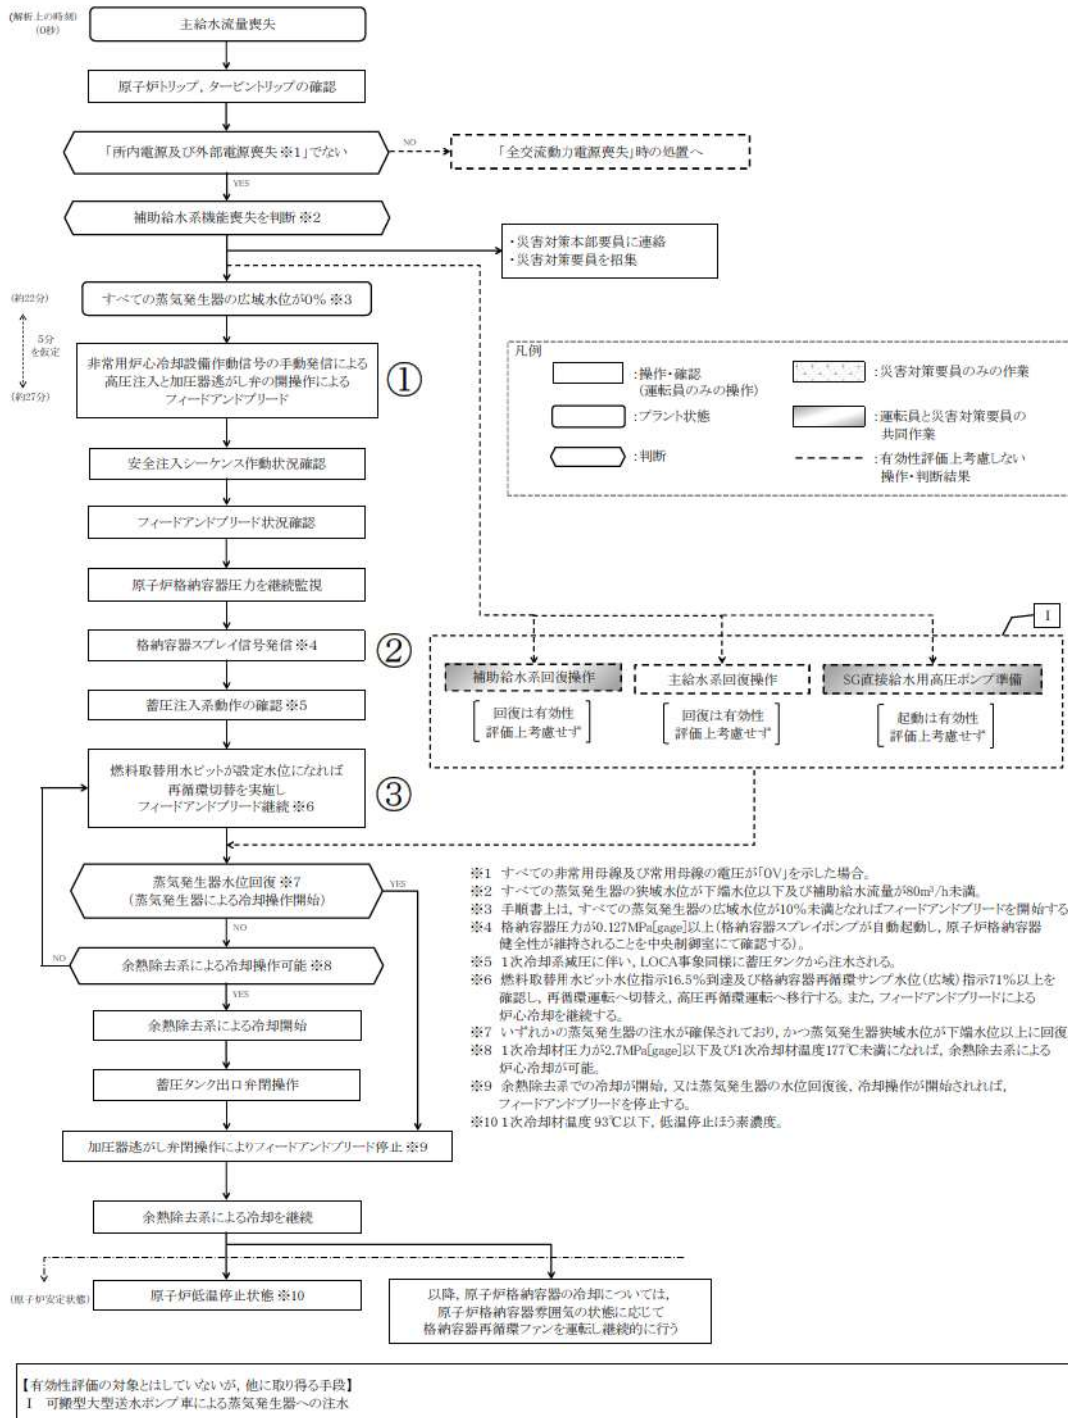 (解析上の時刻)
(0秒)
主給水流量喪失
原子炉トリップ，タービントリップの確認
「所内電源及び外部電源喪失※1」でない
NO
「全交流動力電源喪失」時の処置へ
YES
補助給水系機能喪失を判断※2
・災害対策本部要員に連絡
・災害対策要員を招集
(約22分)
すべての蒸気発生器の広域水位が0%※3
5分
を仮定
(約27分)
非常用炉心冷却設備作動信号の手動発信による
高圧注入と加圧器逃がし弁の開操作による
フィードアンドブリード
①
凡例
:操作・確認
(運転員のみの操作)
:災害対策要員のみの作業
:プラント状態
:運転員と災害対策要員の
共同作業
:判断
:有効性評価上考慮しない
操作・判断結果
安全注入シーケンス作動状況確認
フィードアンドブリード状況確認
原子炉格納容器圧力を継続監視
格納容器スプレイ信号発信※4
②
I
補助給水系回復操作
主給水系回復操作
SG直接給水用高圧ポンプ準備
回復は有効性
評価上考慮せず
回復は有効性
評価上考慮せず
起動は有効性
評価上考慮せず
蓄圧注入系動作の確認※5
燃料取替用水ピットが設定水位になれば
再循環切替を実施し
フィードアンドブリード継続※6
③
蒸気発生器水位回復※7
(蒸気発生器による冷却操作開始)
YES
NO
余熱除去系による冷却操作可能※8
NO
YES
余熱除去系による冷却開始
蓄圧タンク出口弁閉操作
加圧器逃がし弁閉操作によりフィードアンドブリード停止※9
余熱除去系による冷却を継続
(原子炉安定状態)
原子炉低温停止状態※10
以降，原子炉格納容器の冷却については，
原子炉格納容器雰囲気の状態に応じて
格納容器再循環ファンを運転し継続的に行う
※1 すべての非常用母線及び常用母線の電圧が「0V」を示した場合。
※2 すべての蒸気発生器の狭域水位が下端水位以下及び補助給水流量が80m³/h未満。
※3 手順書上は，すべての蒸気発生器の広域水位が10%未満となればフィードアンドブリードを開始する
※4 格納容器圧力が0.127MPa[gage]以上(格納容器スプレイポンプが自動起動し，原子炉格納容器
健全性が維持されることを中央制御室にて確認する)。
※5 1次冷却系減圧に伴い，LOCA事象同様に蓄圧タンクから注水される。
※6 燃料取替用水ピット水位指示16.5%到達及び格納容器再循環サンプ水位(広域)指示71%以上を
確認し，再循環運転へ切替え，高圧再循環運転へ移行する。また，フィードアンドブリードによる
炉心冷却を継続する。
※7 いずれかの蒸気発生器の注水が確保されており，かつ蒸気発生器狭域水位が下端水位以上に回復
※8 1次冷却材圧力が2.7MPa[gage]以下及び1次冷却材温度177℃未満になれば，余熱除去系による
炉心冷却が可能。
※9 余熱除去系での冷却が開始，又は蒸気発生器の水位回復後，冷却操作が開始されれば，
フィードアンドブリードを停止する。
※10 1次冷却材温度93℃以下，低温停止ほう素濃度。
【有効性評価の対象とはしていないが，他に取り得る手段】
I 可搬型大型送水ポンプ車による蒸気発生器への注水